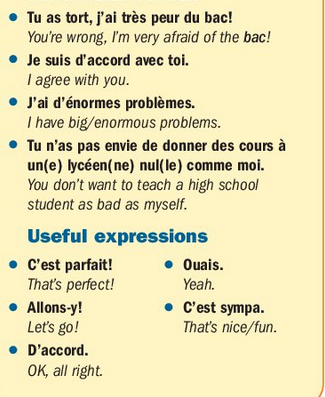 Tu as tort, j'ai très peur du bac!
You're wrong, I'm very afraid of the bac!
Je suis d'accord avec toi.
I agree with you.
J'ai d'énormes problèmes.
I have big/enormous problems.
Tu n'as pas envie de donner des cours à
un(e) lycéen(ne) nul(le) comme moi.
You don't want to teach a high school
student as bad as myself.
Useful expressions
C'est parfait!
That's perfect!
Allons-y!
Let's go!
D'accord.
OK, all right.
Ouais.
Yeah.
C'est sympa.
That's nice/fun.